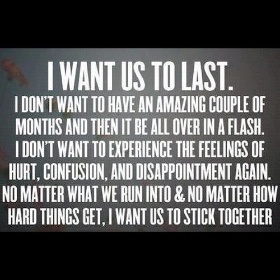 I WANT US TO LAST.
I DON'T WANT TO HAVE AN AMAZING COUPLE OF
MONTHS AND THEN IT BE ALL OVER IN A FLASH.
I DON'T WANT TO EXPERIENCE THE FEELINGS OF
HURT, CONFUSION, AND DISAPPOINTMENT AGAIN.
NO MATTER WHAT WE RUN INTO & NO MATTER HOW
HARD THINGS GET, I WANT US TO STICK TOGETHER